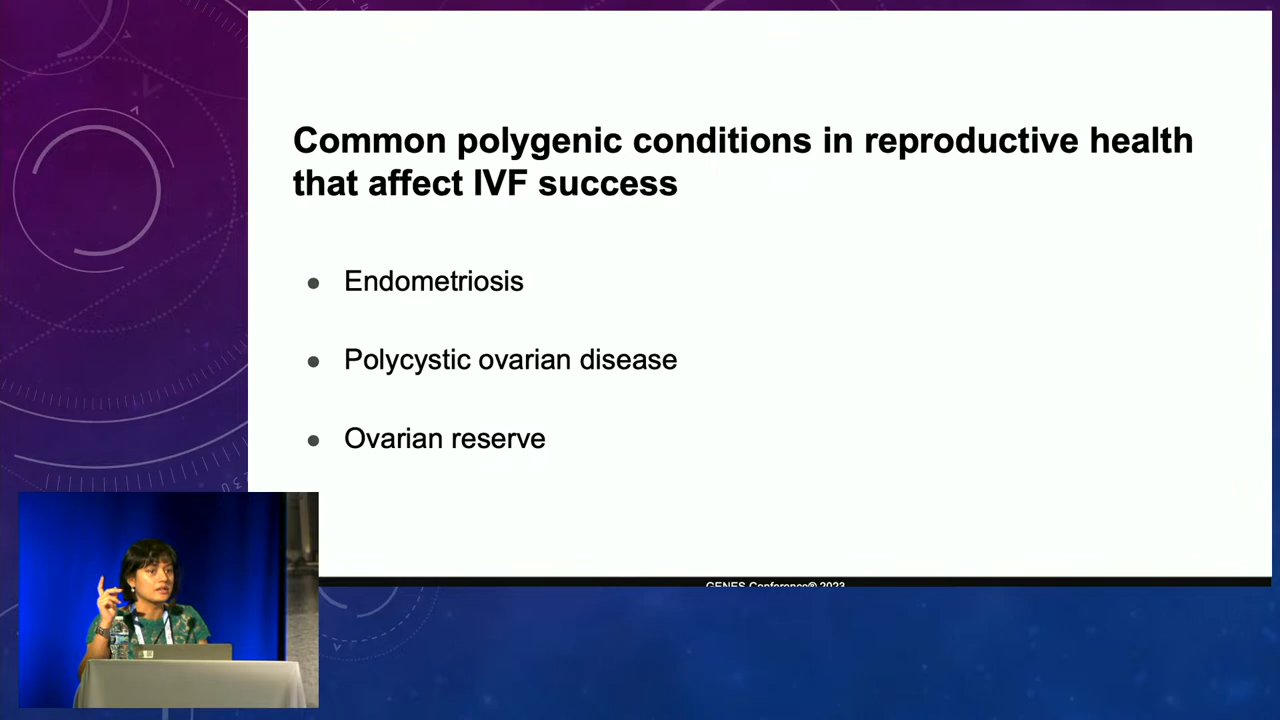 Common polygenic conditions in reproductive health
that affect IVF success
● Endometriosis
● Polycystic ovarian disease
● Ovarian reserve
GENES Conference® 2023
230